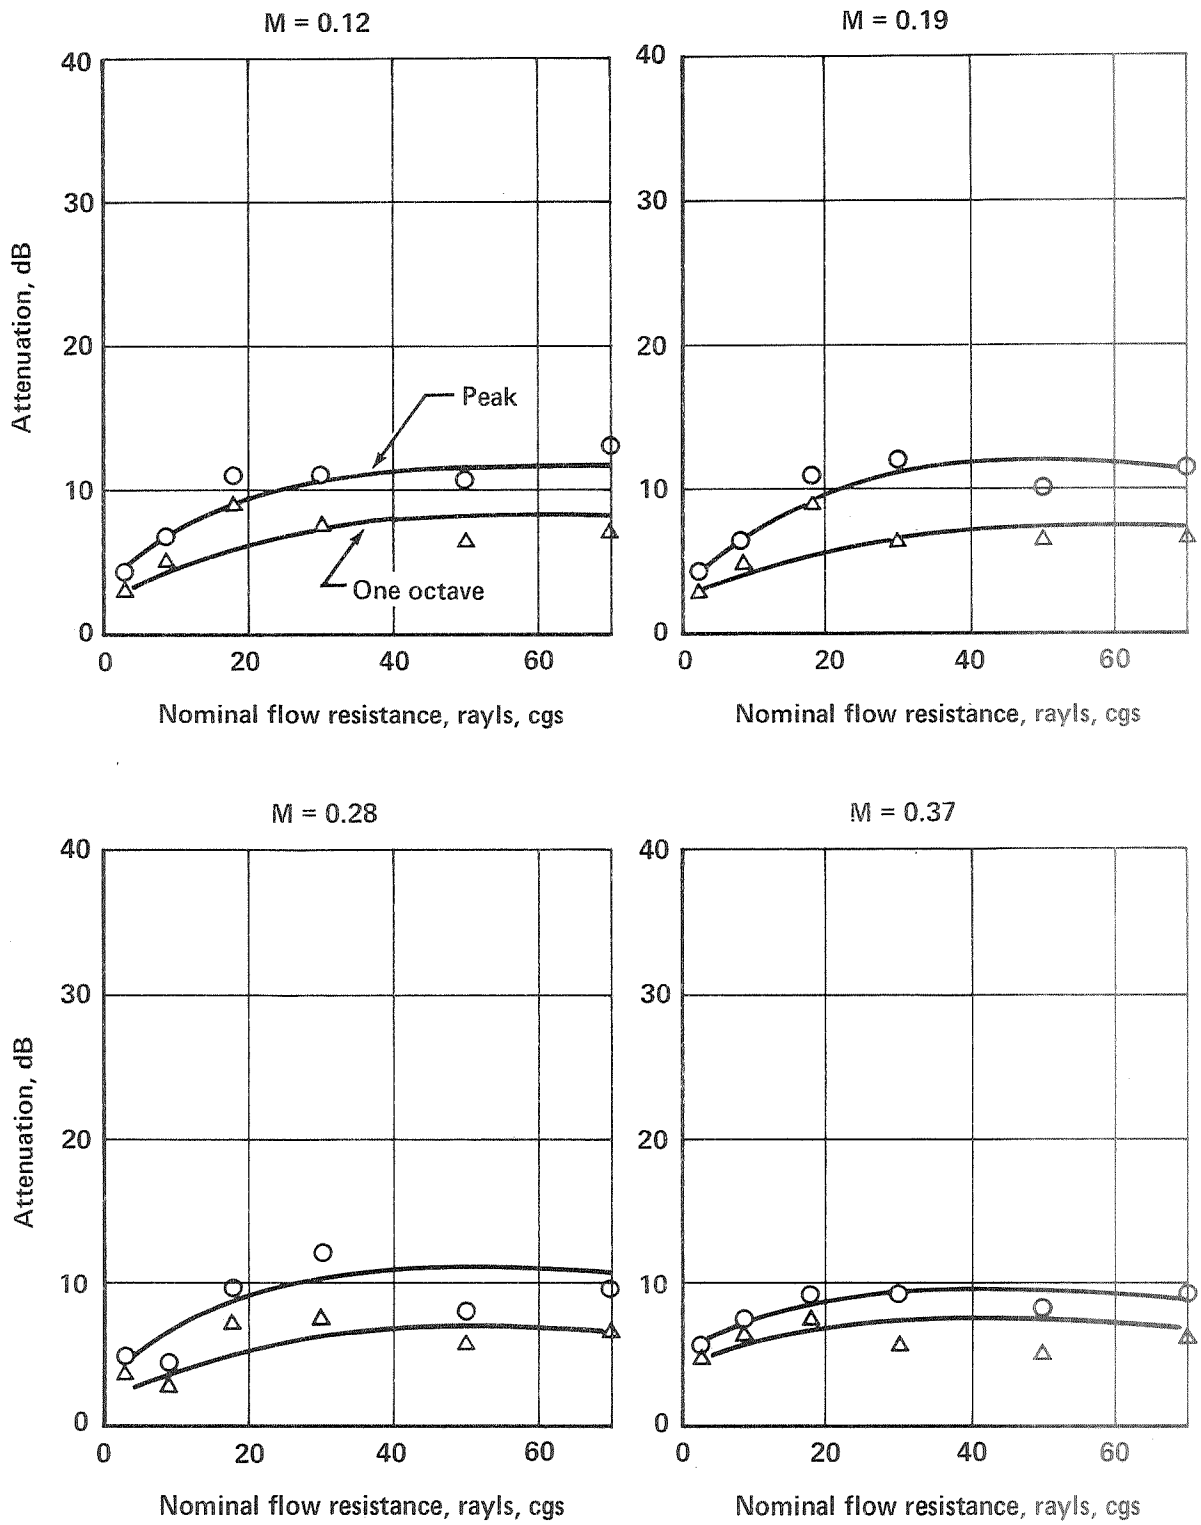 M = 0.12
40
30
20
10
0
Attenuation, dB
Peak
One octave
0 20 40 60
Nominal flow resistance, rayls, cgs
M = 0.19
40
30
20
10
0
0 20 40 60
Nominal flow resistance, rayls, cgs
M = 0.28
40
30
20
10
0
Attenuation, dB
0 20 40 60
Nominal flow resistance, rayls, cgs
M = 0.37
40
30
20
10
0
0 20 40 60
Nominal flow resistance, rayls, cgs